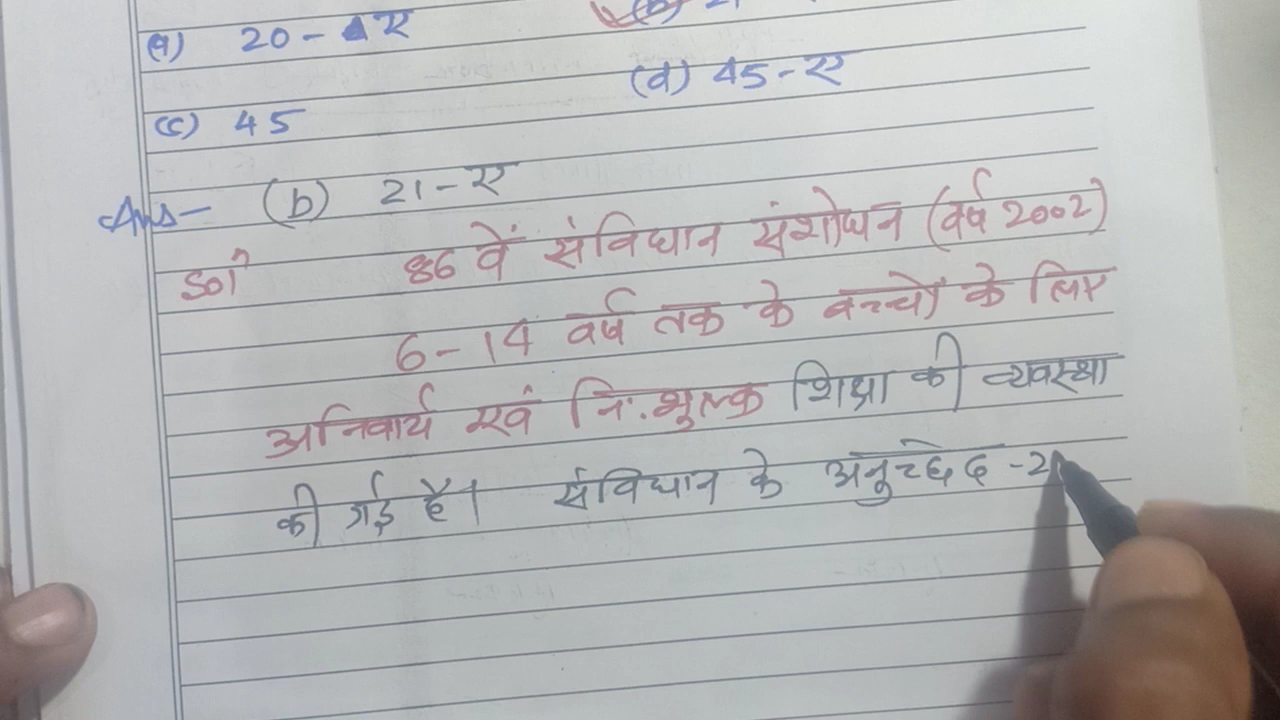 (a) 20-ए (b) 21
(d) 45-ए
(c) 45
Ans- (b) 21-ए
Sol 86 वें संविधान संशोधन (वर्ष 2002)
6-14 वर्ष तक के बच्चों के लिए
अनिवार्य एवं नि:शुल्क शिक्षा की व्यवस्था
की गई है। संविधान के अनुच्छेद -2